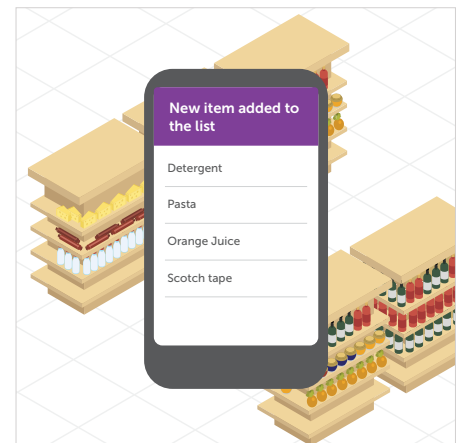 New item added to
the list
Detergent
Pasta
Orange Juice
Scotch tape